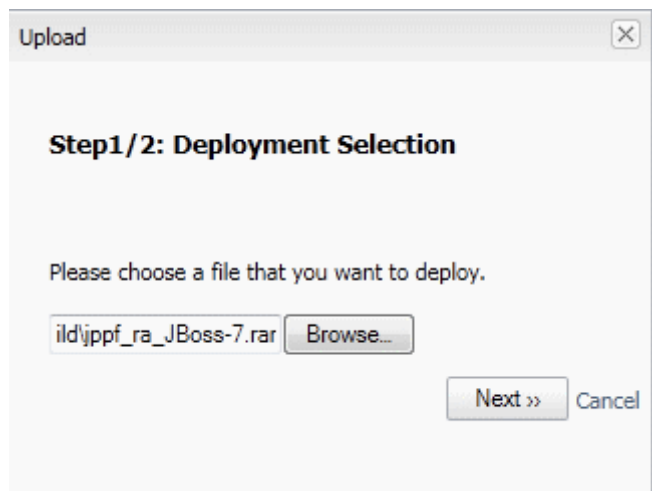 Upload
Step1/2: Deployment Selection
Please choose a file that you want to deploy.
ild\jppf_ra_JBoss-7.rar Browse...
Next »  Cancel